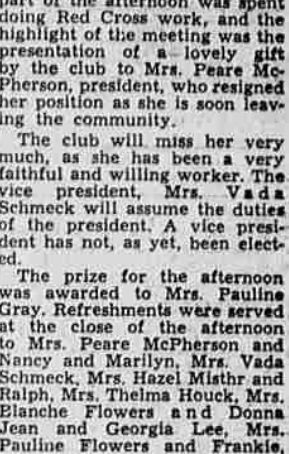 part of the afternoon was spent
doing Red Cross work, and the
highlight of the meeting was the
presentation of a lovely gift
by the club to Mrs. Peare Mc-
Pherson, president, who resigned
her position as she is soon leav-
ing the community.
The club will miss her very
much, as she has been a very
faithful and willing worker. The
vice president, Mrs. Vada
Schmeck will assume the duties
of the president. A vice presi-
dent has not, as yet, been elect-
ed.
The prize for the afternoon
was awarded to Mrs. Pauline
Gray. Refreshments were served
at the close of the afternoon
to Mrs. Peare McPherson and
Nancy and Marilyn, Mrs. Vada
Schmeck, Mrs. Hazel Misthr and
Ralph, Mrs. Thelma Houck, Mrs.
Blanche Flowers and Donna
Jean and Georgia Lee, Mrs.
Pauline Flowers and Frankie,